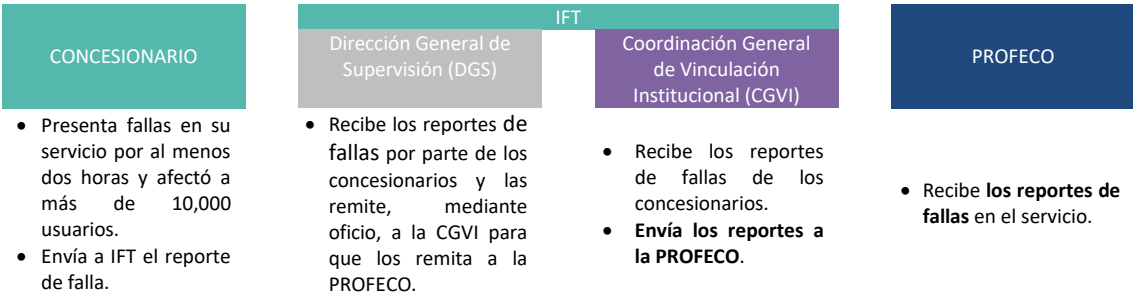 CONCESIONARIO
• Presenta fallas en su
servicio por al menos
dos horas y afectó a
más de 10,000
usuarios.
• Envía a IFT el reporte
de falla.
IFT
Dirección General de
Supervisión (DGS)
• Recibe los reportes de
fallas por parte de los
concesionarios y las
remite, mediante
oficio, a la CGVI para
que los remita a la
PROFECO.
Coordinación General
de Vinculación
Institucional (CGVI)
• Recibe los reportes
de fallas de los
concesionarios.
• Envía los reportes a
la PROFECO.
PROFECO
• Recibe los reportes de
fallas en el servicio.